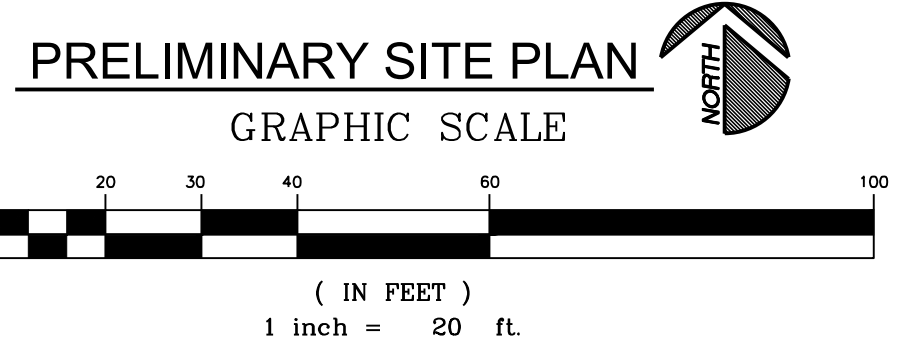 PRELIMINARY SITE PLAN
NORTH
GRAPHIC SCALE
20 30 40 60 100
( IN FEET )
1 inch = 20 ft.